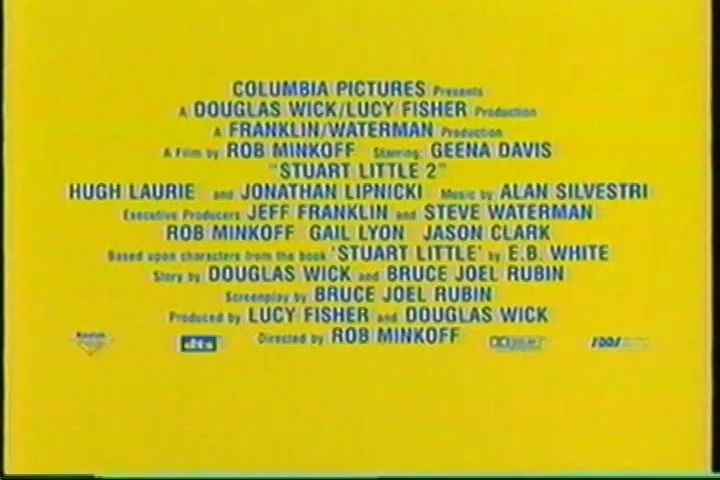 COLUMBIA PICTURES Presents
A DOUGLAS WICK/LUCY FISHER Production
A FRANKLIN/WATERMAN Production
A Film by ROB MINKOFF Starring GEENA DAVIS
"STUART LITTLE 2"
HUGH LAURIE and JONATHAN LIPNICKI Music by ALAN SILVESTRI
Executive Producers JEFF FRANKLIN and STEVE WATERMAN
ROB MINKOFF GAIL LYON JASON CLARK
Based upon characters from the book 'STUART LITTLE' by E.B. WHITE
Story by DOUGLAS WICK and BRUCE JOEL RUBIN
Screenplay by BRUCE JOEL RUBIN
Produced by LUCY FISHER and DOUGLAS WICK
Directed by ROB MINKOFF
Kodak dts